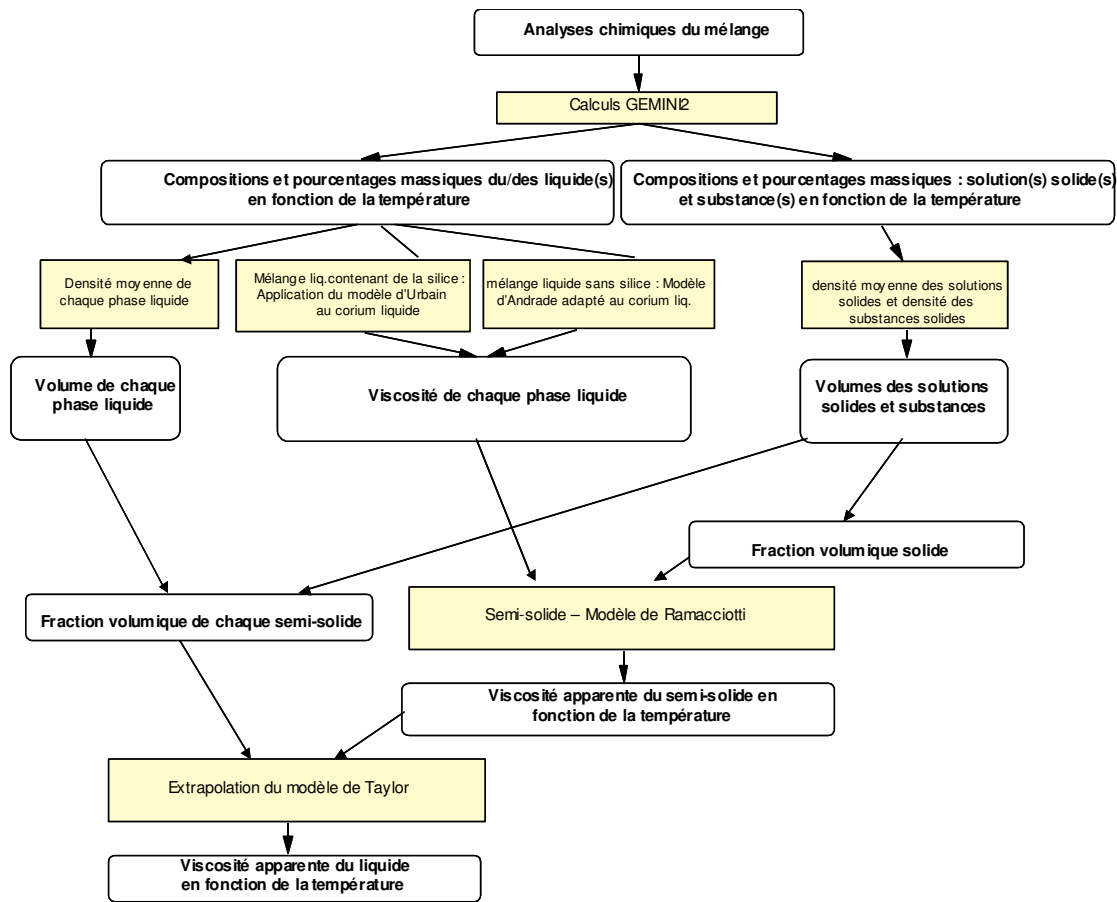 Analyses chimiques du mélange
Calculs GEMINI2
Compositions et pourcentages massiques du/des liquide(s)
en fonction de la température
Compositions et pourcentages massiques : solution(s) solide(s)
et substance(s) en fonction de la température
Densité moyenne de
chaque phase liquide
Mélange liq.contenant de la silice :
Application du modèle d'Urbain
au corium liquide
mélange liquide sans silice : Modèle
d'Andrade adapté au corium liq.
densité moyenne des solutions
solides et densité des
substances solides
Volume de chaque
phase liquide
Viscosité de chaque phase liquide
Volumes des solutions
solides et substances
Fraction volumique solide
Fraction volumique de chaque semi-solide
Semi-solide – Modèle de Ramacciotti
Viscosité apparente du semi-solide en
fonction de la température
Extrapolation du modèle de Taylor
Viscosité apparente du liquide
en fonction de la température